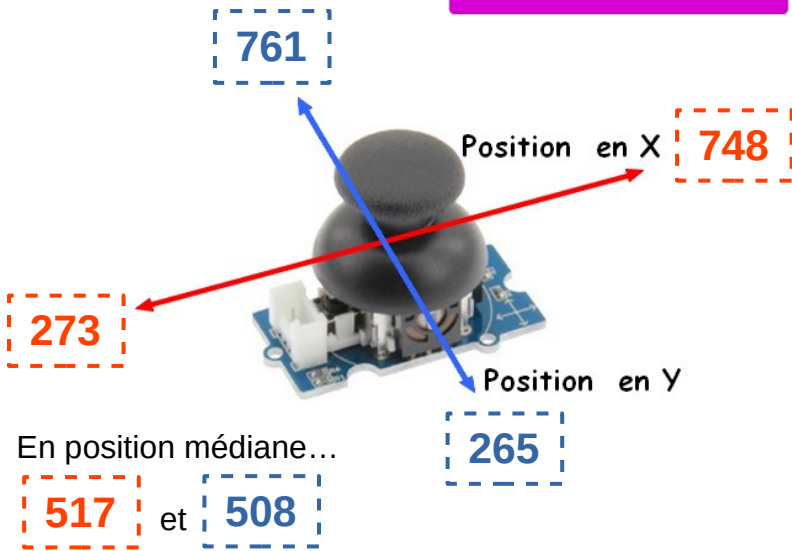 761
Position en X 748
273
Position en Y
265
En position médiane…
517 et 508